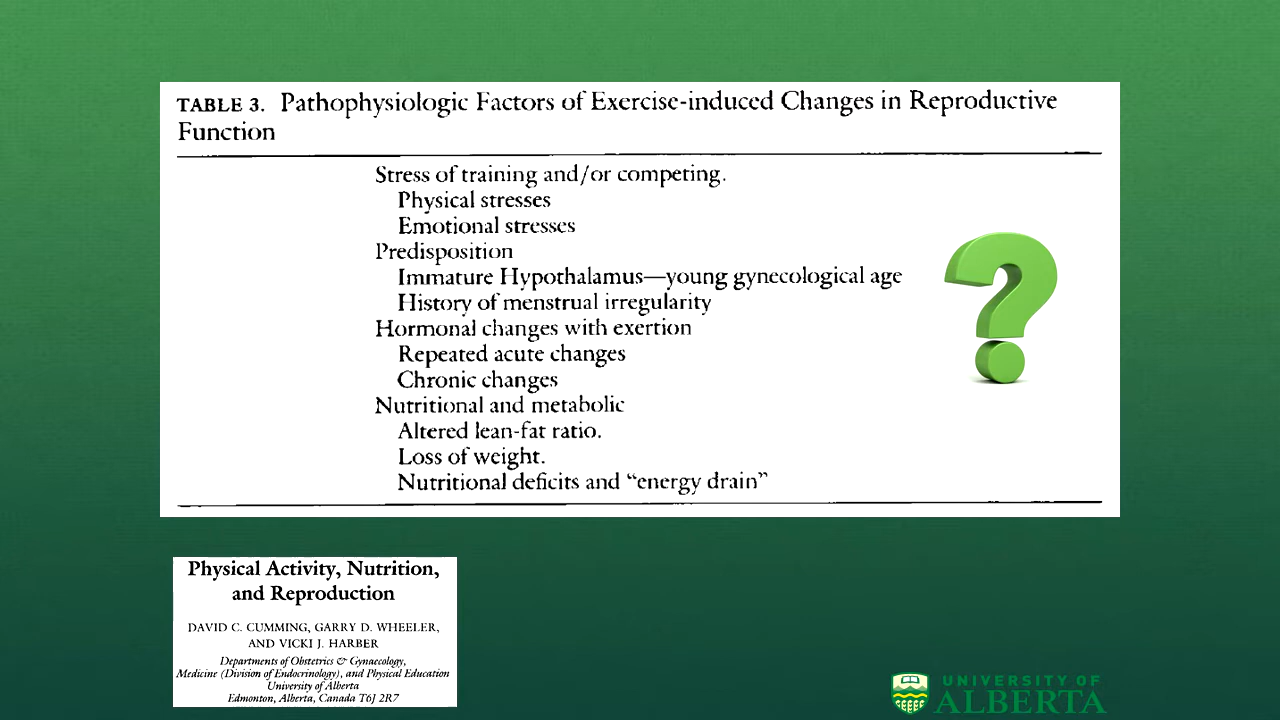 TABLE 3. Pathophysiologic Factors of Exercise-induced Changes in Reproductive
Function
Stress of training and/or competing.
Physical stresses
Emotional stresses
Predisposition
Immature Hypothalamus—young gynecological age
History of menstrual irregularity
Hormonal changes with exertion
Repeated acute changes
Chronic changes
Nutritional and metabolic
Altered lean-fat ratio.
Loss of weight.
Nutritional deficits and “energy drain”
?
Physical Activity, Nutrition,
and Reproduction
DAVID C. CUMMING, GARRY D. WHEELER,
AND VICKI J. HARBER
Departments of Obstetrics & Gynaecology,
Medicine (Division of Endocrinology), and Physical Education
University of Alberta
Edmonton, Alberta, Canada T6J 2R7
UNIVERSITY OF
ALBERTA